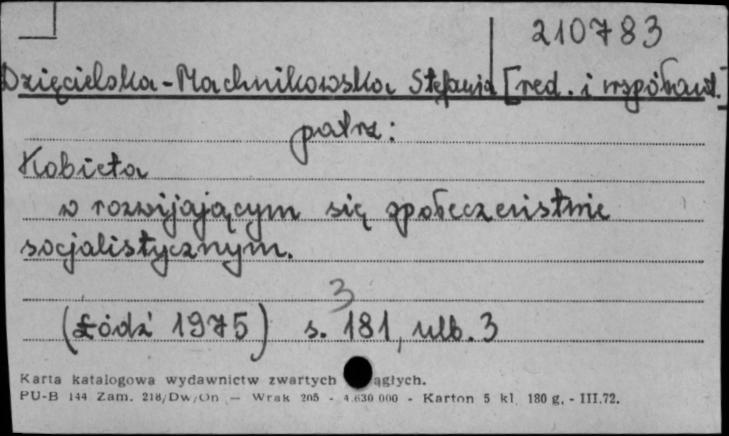 210783
Dzięcielska-Machnikowska Stefania [red. i współaut.]
patrz:
Kobieta
w rozwijającym się społeczeństwie
socjalistycznym.
3
(Łódź 1975) s. 181, nlb. 3
Karta katalogowa wydawnictw zwartych ągłych.
PU-B 144 Zam. 218/Dw/On — Wrak 205 - 4.630 000 - Karton 5 kl. 180 g. - III.72.